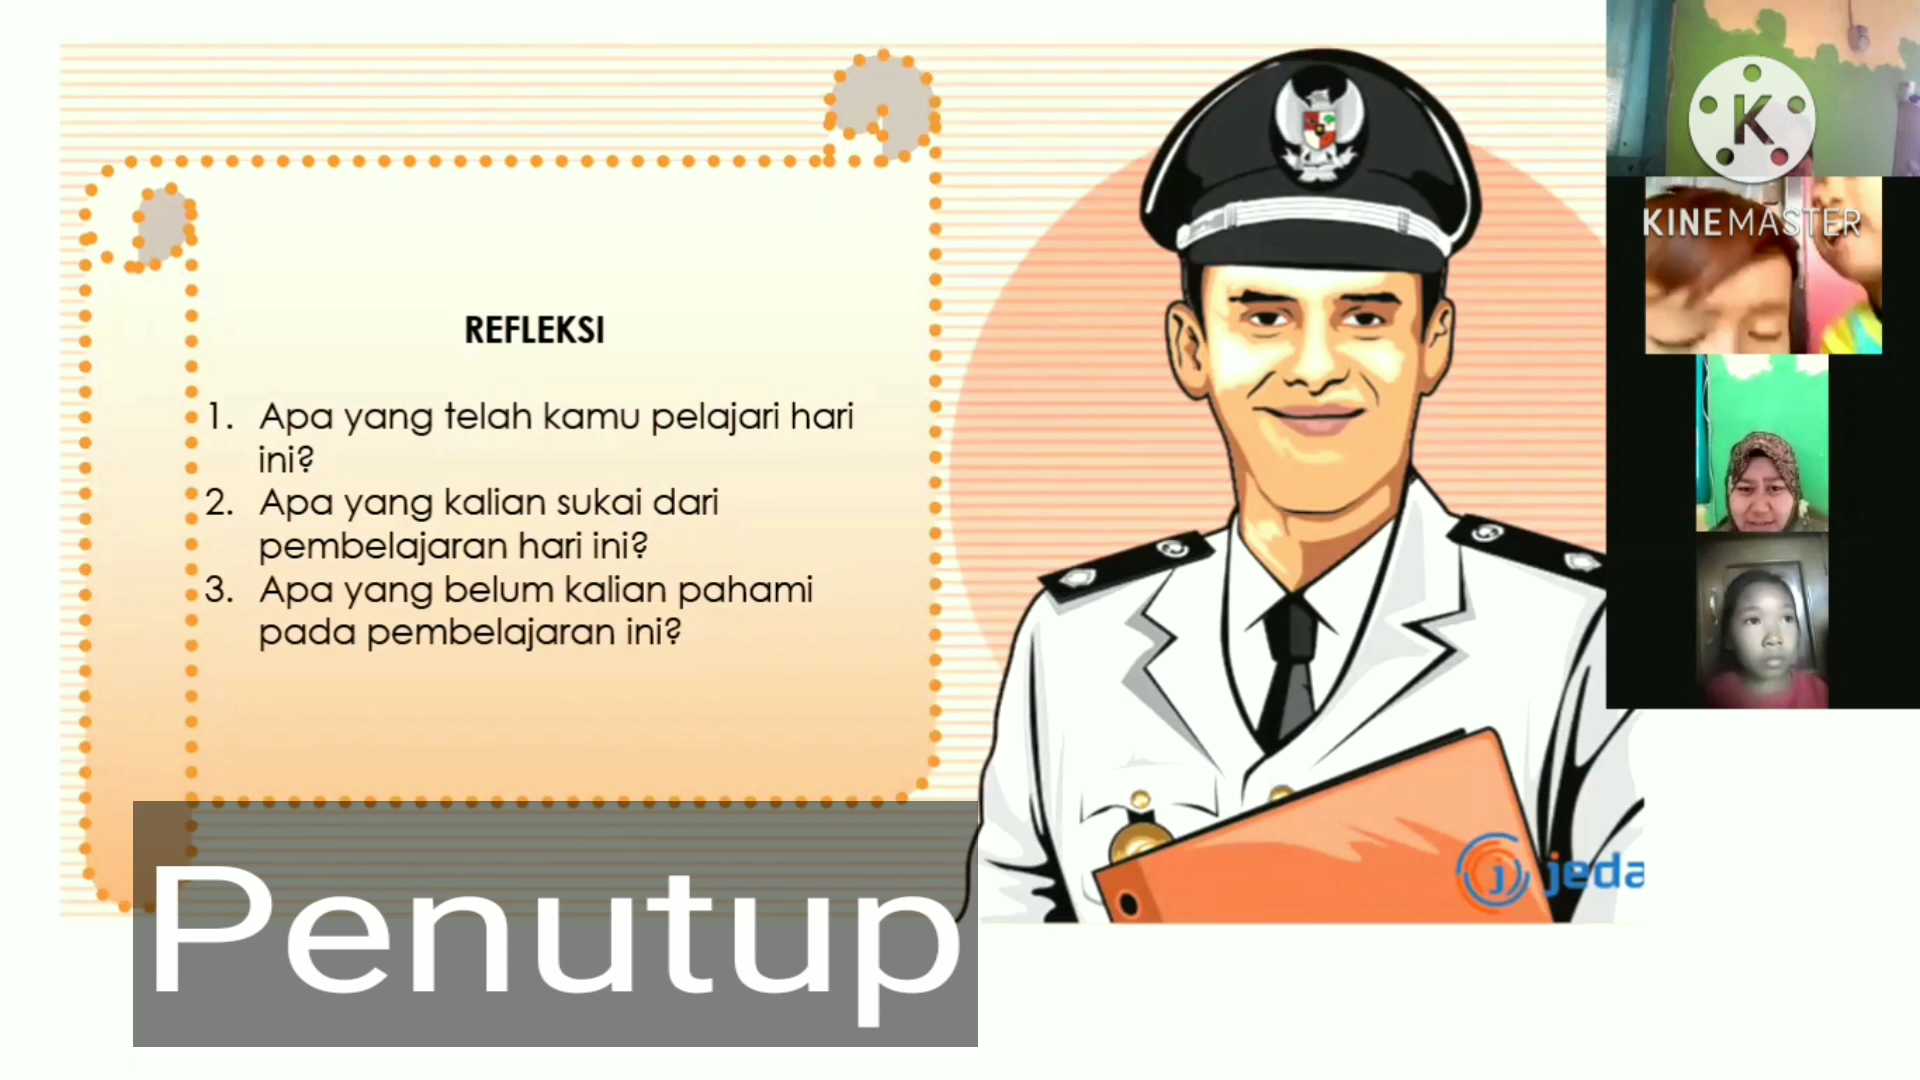 REFLEKSI
1. Apa yang telah kamu pelajari hari
ini?
2. Apa yang kalian sukai dari
pembelajaran hari ini?
3. Apa yang belum kalian pahami
pada pembelajaran ini?
Penutup
jeda
K
KINEMASTER